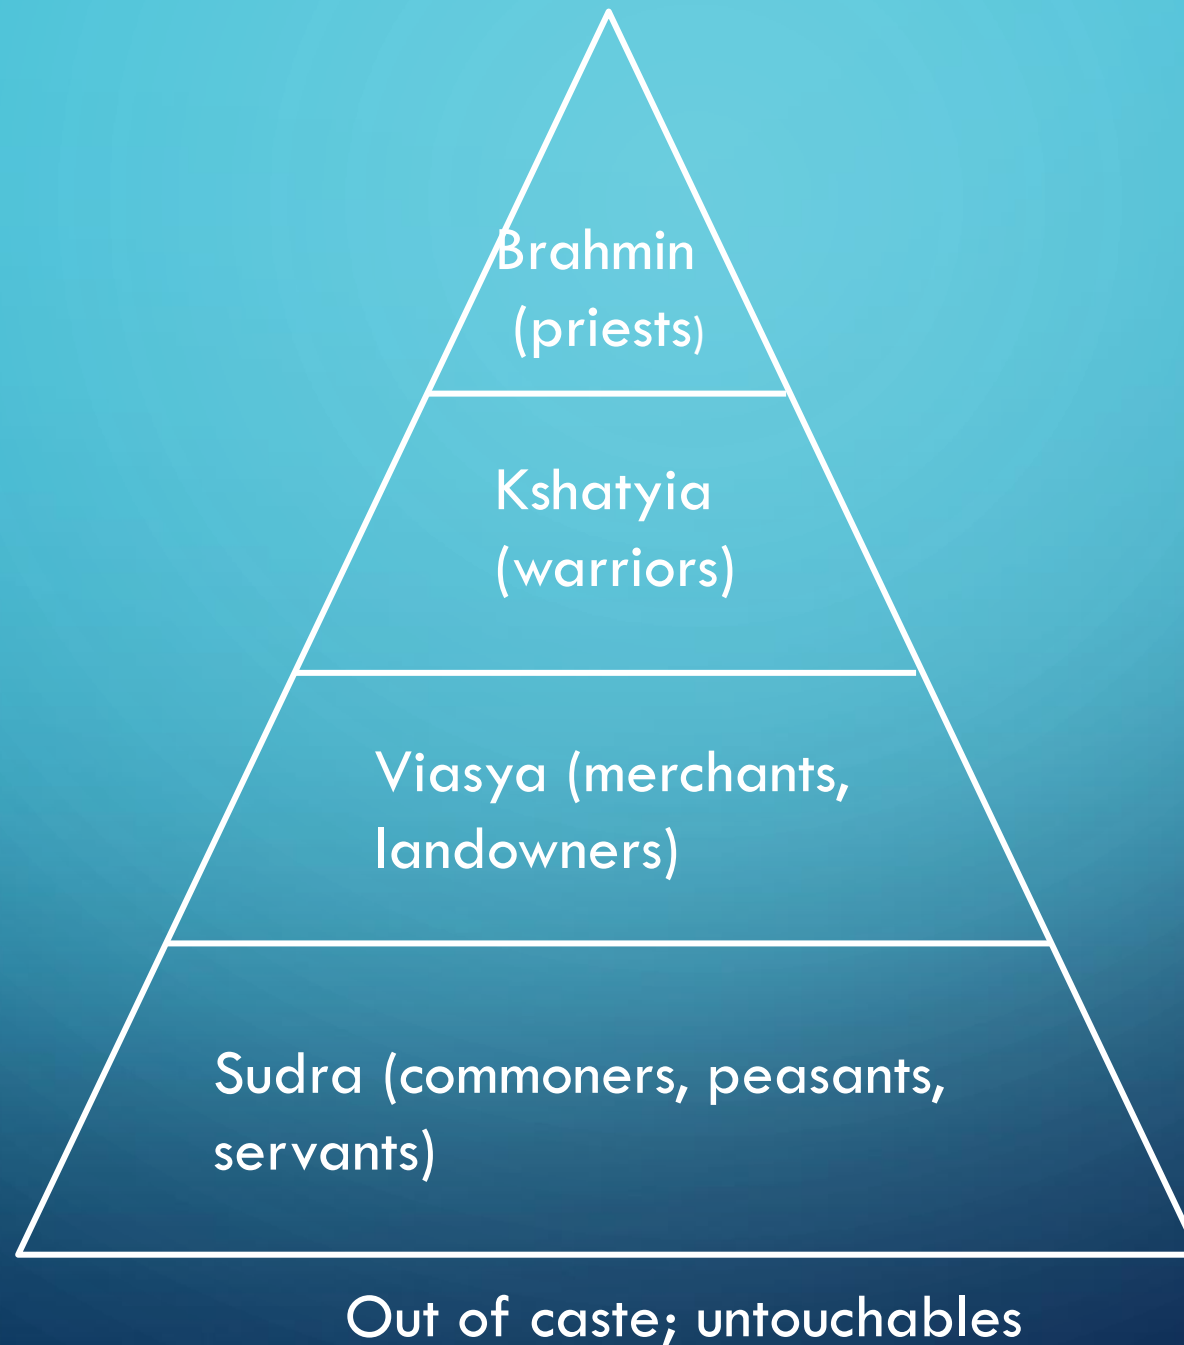 Brahmin
(priests)
Kshatyia
(warriors)
Viasya (merchants,
landowners)
Sudra (commoners, peasants,
servants)
Out of caste; untouchables